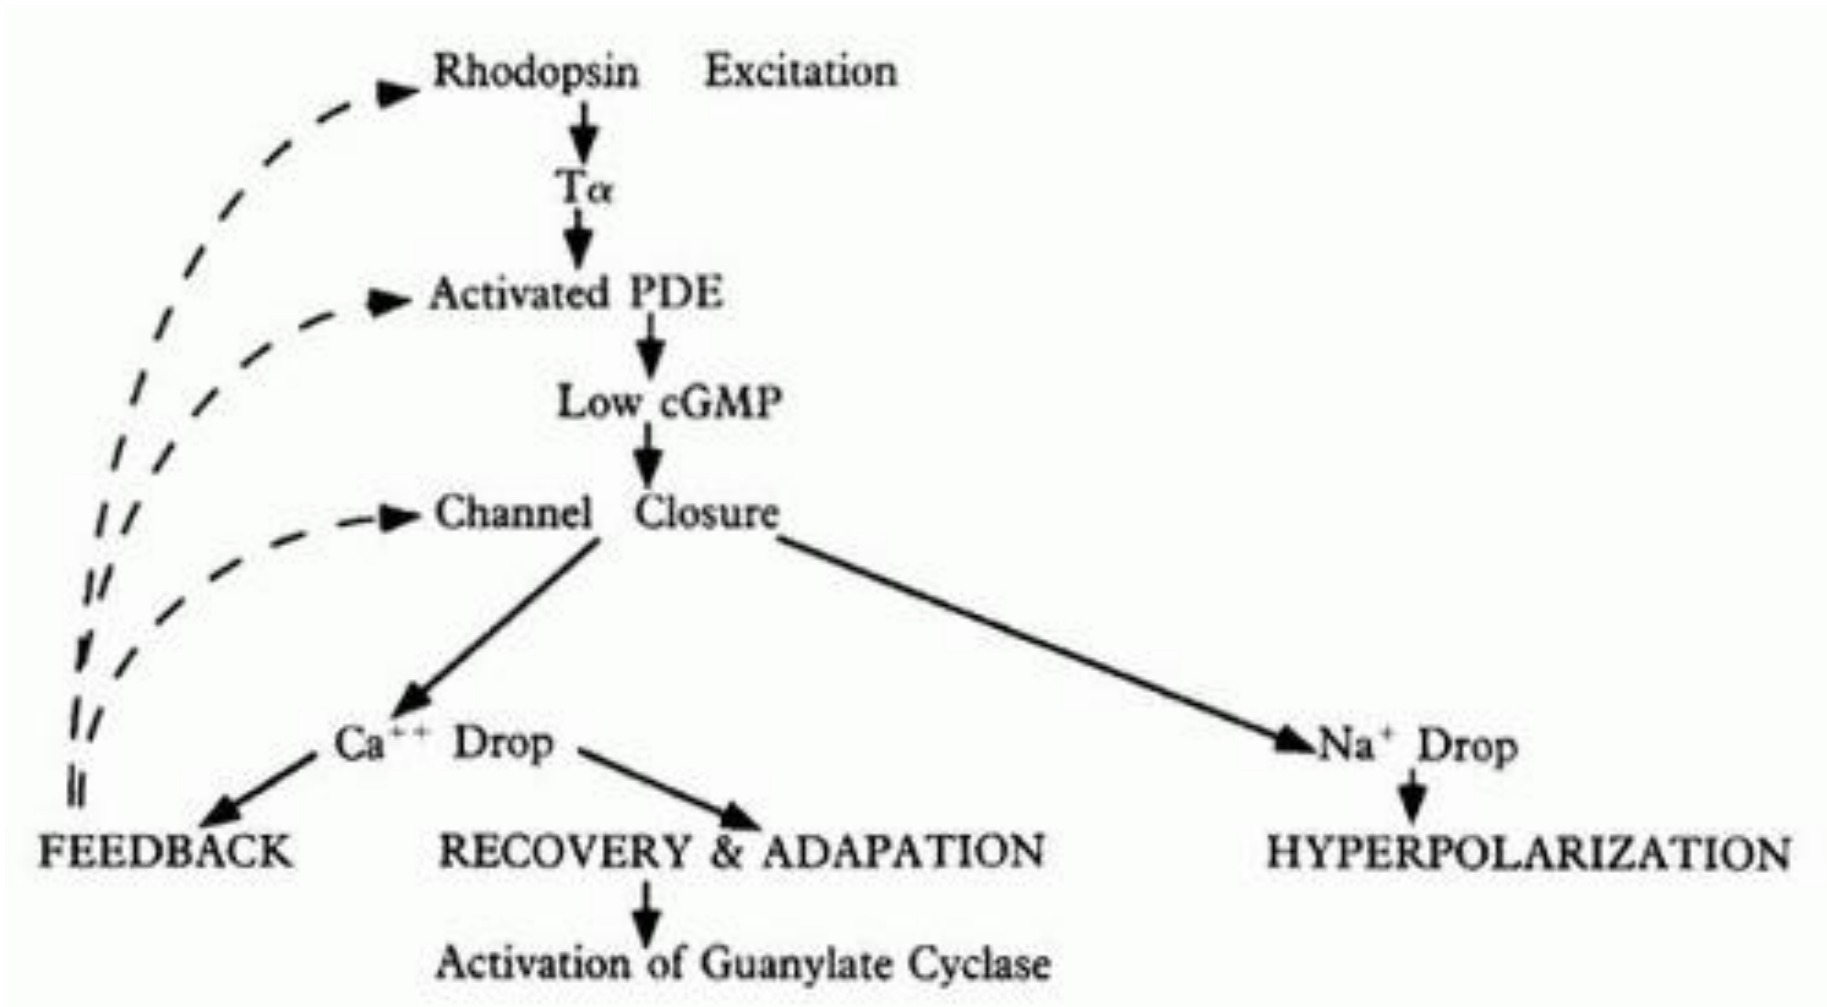 Rhodopsin Excitation
Tα
Activated PDE
Low cGMP
Channel Closure
Ca⁺⁺ Drop
Na⁺ Drop
FEEDBACK
RECOVERY & ADAPATION
HYPERPOLARIZATION
Activation of Guanylate Cyclase